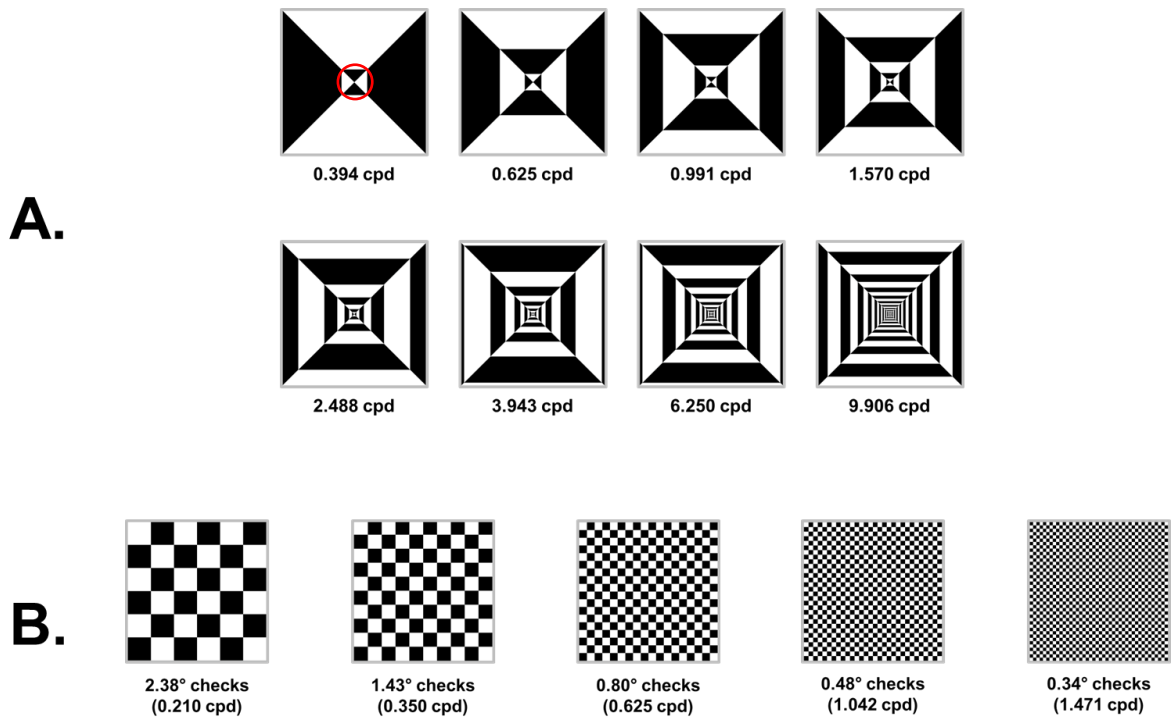 A.
0.394 cpd 0.625 cpd 0.991 cpd 1.570 cpd
2.488 cpd 3.943 cpd 6.250 cpd 9.906 cpd
B.
2.38° checks 1.43° checks 0.80° checks 0.48° checks 0.34° checks
(0.210 cpd) (0.350 cpd) (0.625 cpd) (1.042 cpd) (1.471 cpd)